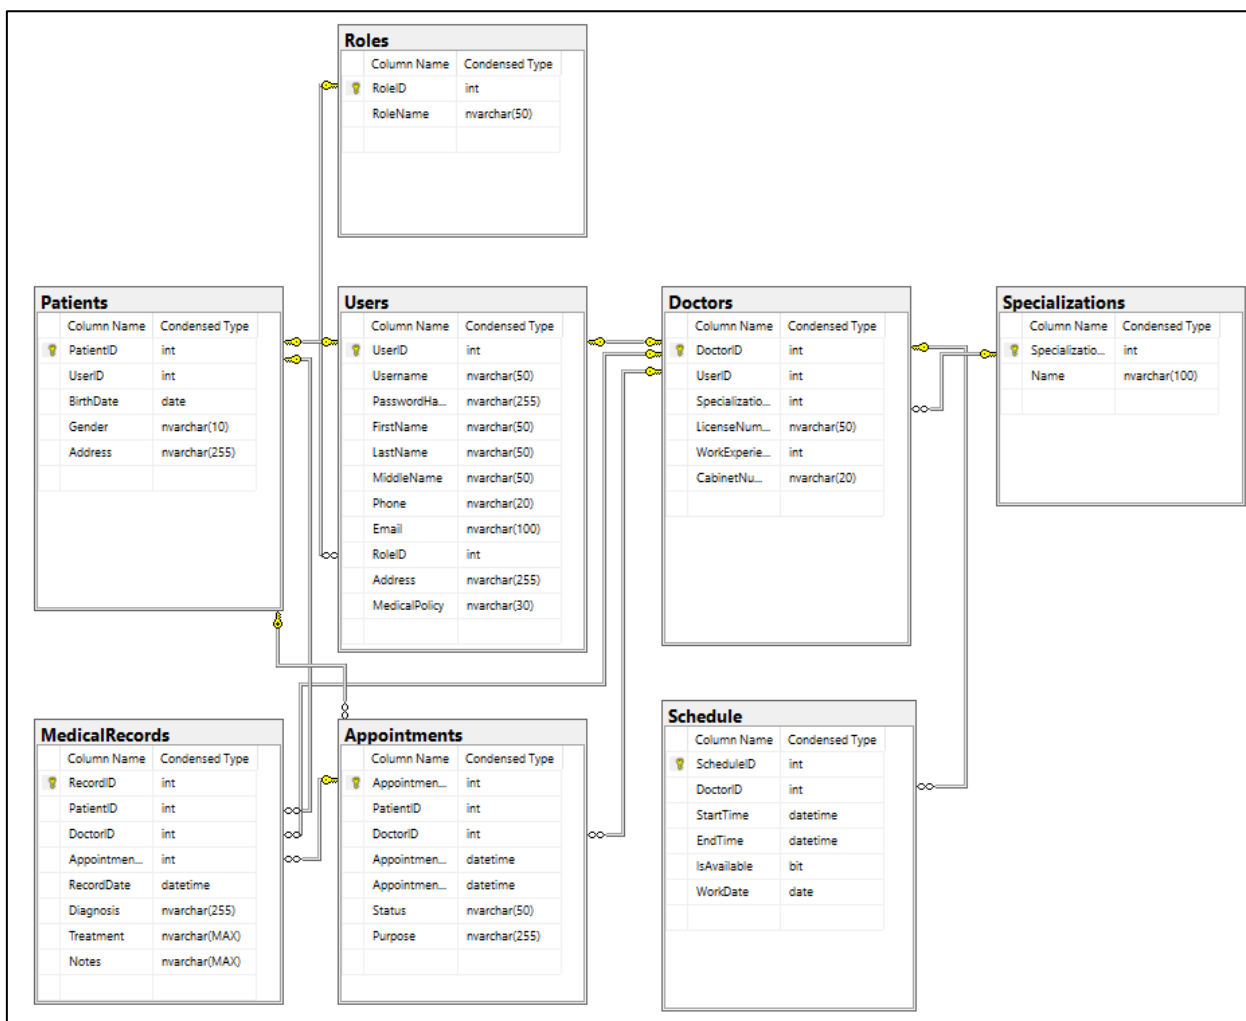 Roles
Column Name Condensed Type
RoleID int
RoleName nvarchar(50)
Patients
Column Name Condensed Type
PatientID int
UserID int
BirthDate date
Gender nvarchar(10)
Address nvarchar(255)
Users
Column Name Condensed Type
UserID int
Username nvarchar(50)
PasswordHa... nvarchar(255)
FirstName nvarchar(50)
LastName nvarchar(50)
MiddleName nvarchar(50)
Phone nvarchar(20)
Email nvarchar(100)
RoleID int
Address nvarchar(255)
MedicalPolicy nvarchar(30)
Doctors
Column Name Condensed Type
DoctorID int
UserID int
Specializatio... int
LicenseNum... nvarchar(50)
WorkExperie... int
CabinetNu... nvarchar(20)
Specializations
Column Name Condensed Type
Specializatio... int
Name nvarchar(100)
MedicalRecords
Column Name Condensed Type
RecordID int
PatientID int
DoctorID int
Appointmen... int
RecordDate datetime
Diagnosis nvarchar(255)
Treatment nvarchar(MAX)
Notes nvarchar(MAX)
Appointments
Column Name Condensed Type
Appointmen... int
PatientID int
DoctorID int
Appointmen... datetime
Appointmen... datetime
Status nvarchar(50)
Purpose nvarchar(255)
Schedule
Column Name Condensed Type
ScheduleID int
DoctorID int
StartTime datetime
EndTime datetime
IsAvailable bit
WorkDate date